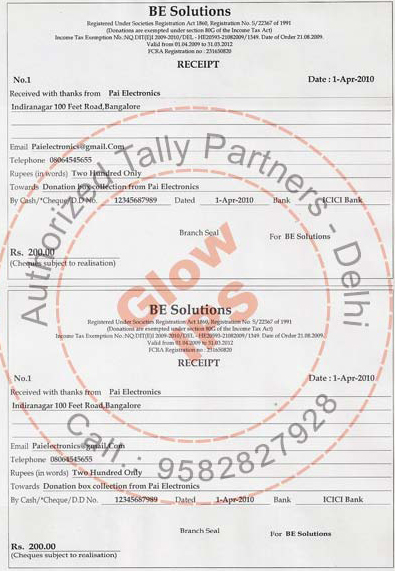 BE Solutions
Registered Under Societies Registration Act 1860, Registration No. S/22367 of 1991
(Donations are exempted under section 80G of the Income Tax Act)
Income Tax Exemption No. :NQ DIT(E)I 2009-2010/DEL - HE20593-21082009/1549. Date of Order 21.08.2009.
Valid from 01.04.2009 to 31.03.2012
FCRA Registration no : 231650820
RECEIPT
No.1 Date : 1-Apr-2010
Received with thanks from Pai Electronics
Indiranagar 100 Feet Road,Bangalore
Email Paielectronics@gmail.Com
Telephone 08064545655
Rupees (in words) Two Hundred Only
Towards Donation box collection from Pai Electronics
By Cash/*Cheque/D.D No. 12345687989 Dated 1-Apr-2010 Bank ICICI Bank
Branch Seal For BE Solutions
Rs. 200.00
(Cheques subject to realisation)
Authorized Tally Partners - Delhi
Glow
BE Solutions
Registered Under Societies Registration Act 1860, Registration No. S/22367 of 1991
(Donations are exempted under section 80G of the Income Tax Act)
Income Tax Exemption No. :NQ DIT(E)I 2009-2010/DEL - HE20593-21082009/1549. Date of Order 21.08.2009.
Valid from 01.04.2009 to 31.03.2012
FCRA Registration no : 231650820
RECEIPT
No.1 Date : 1-Apr-2010
Received with thanks from Pai Electronics
Indiranagar 100 Feet Road,Bangalore
Email Paielectronics@gmail.Com
Telephone 08064545655
Rupees (in words) Two Hundred Only
Towards Donation box collection from Pai Electronics
By Cash/*Cheque/D.D No. 12345687989 Dated 1-Apr-2010 Bank ICICI Bank
Branch Seal For BE Solutions
Rs. 200.00
(Cheques subject to realisation)
Call : 9582827928